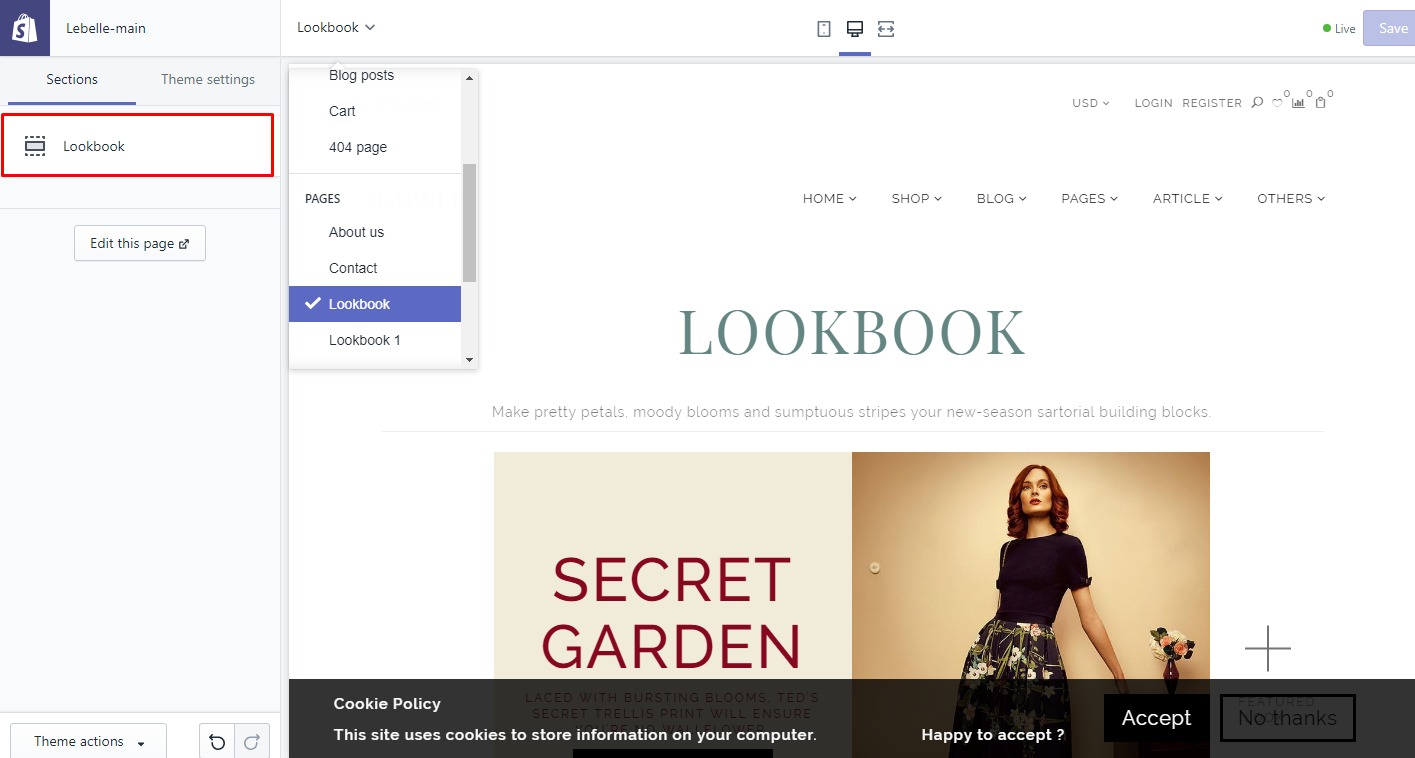 Lebelle-main
Lookbook
Live
Save
Sections
Theme settings
Lookbook
Edit this page
Theme actions
Blog posts
Cart
404 page
PAGES
About us
Contact
Lookbook
Lookbook 1
USD
LOGIN
REGISTER
0
0
0
HOME
SHOP
BLOG
PAGES
ARTICLE
OTHERS
LOOKBOOK
Make pretty petals, moody blooms and sumptuous stripes your new-season sartorial building blocks.
SECRET
GARDEN
LACED WITH BURSTING BLOOMS, TED'S
SECRET TRELLIS PRINT WILL ENSURE
YOU'RE NO WALLFLOWER
FEATURED
Cookie Policy
This site uses cookies to store information on your computer.
Happy to accept ?
Accept
No thanks